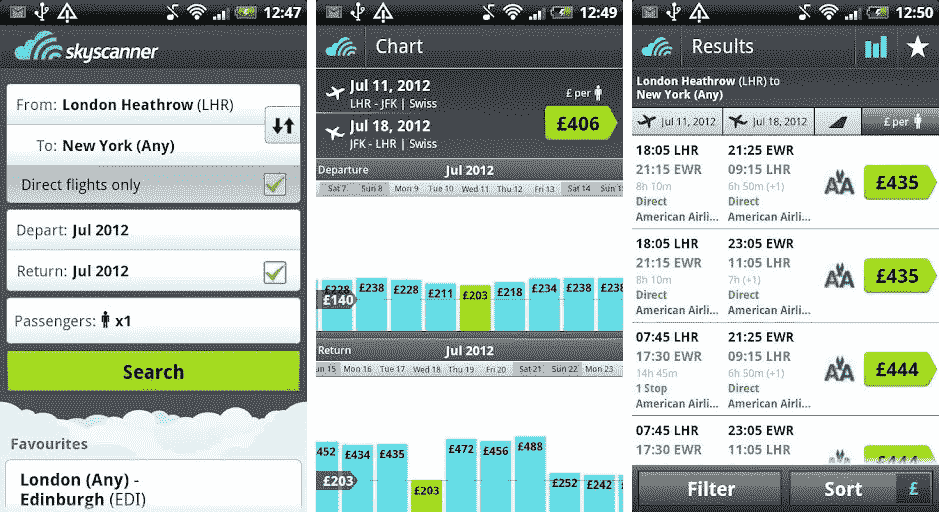 12:47
skyscanner
From: London Heathrow (LHR)
To: New York (Any)
Direct flights only
Depart: Jul 2012
Return: Jul 2012
Passengers: x1
Search
Favourites
London (Any) -
Edinburgh (EDI)
12:49
Chart
Jul 11, 2012
LHR - JFK | Swiss
£ per
£406
Jul 18, 2012
JFK - LHR | Swiss
Departure Jul 2012
Sat 7 Sun 8 Mon 9 Tue 10 Wed 11 Thu 12 Fri 13 Sat 14 Sun 15
£228 £238 £228 £211 £203 £218 £234 £238 £238
£140
Return Jul 2012
un 15 Mon 16 Tue 17 Wed 18 Thu 19 Fri 20 Sat 21 Sun 22 Mon 23
452 £434 £435 £203 £472 £456 £488 £252 £242
£203
12:50
Results
London Heathrow (LHR) to
New York (Any)
Jul 11, 2012 Jul 18, 2012 £ per
18:05 LHR 21:25 EWR
21:15 EWR 09:15 LHR
8h 10m 6h 50m (+1)
Direct Direct
American Airli... American Airli...
AA
£435
18:05 LHR 23:05 EWR
21:15 EWR 11:05 LHR
8h 10m 7h (+1)
Direct Direct
American Airli... American Airli...
AA
£435
07:45 LHR 21:25 EWR
17:30 EWR 09:15 LHR
14h 45m 6h 50m (+1)
1 Stop Direct
American Airli... American Airli...
AA
£444
07:45 LHR 23:05 EWR
17:30 EWR 11:05 LHR
£444
Filter Sort £